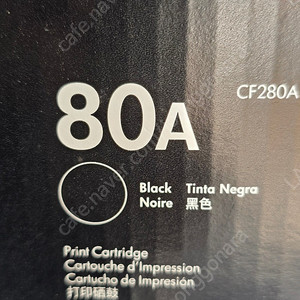 80A
CF280A
Black Tinta Negra
Noire 黑色
Print Cartridge
Cartouche d'Impression
Cartucho de Impresión
打印硒鼓